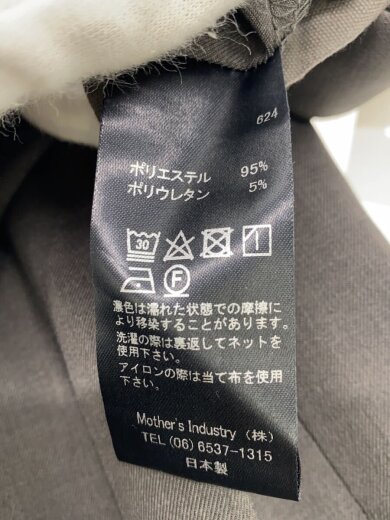 624
ポリエステル 95%
ポリウレタン 5%
30
F
濃色は濡れた状態での摩擦に
より移染することがあります。
洗濯の際は裏返してネットを
使用下さい。
アイロンの際は当て布を使用
下さい。
Mother's Industry (株)
TEL (06) 6537-1315
日本製